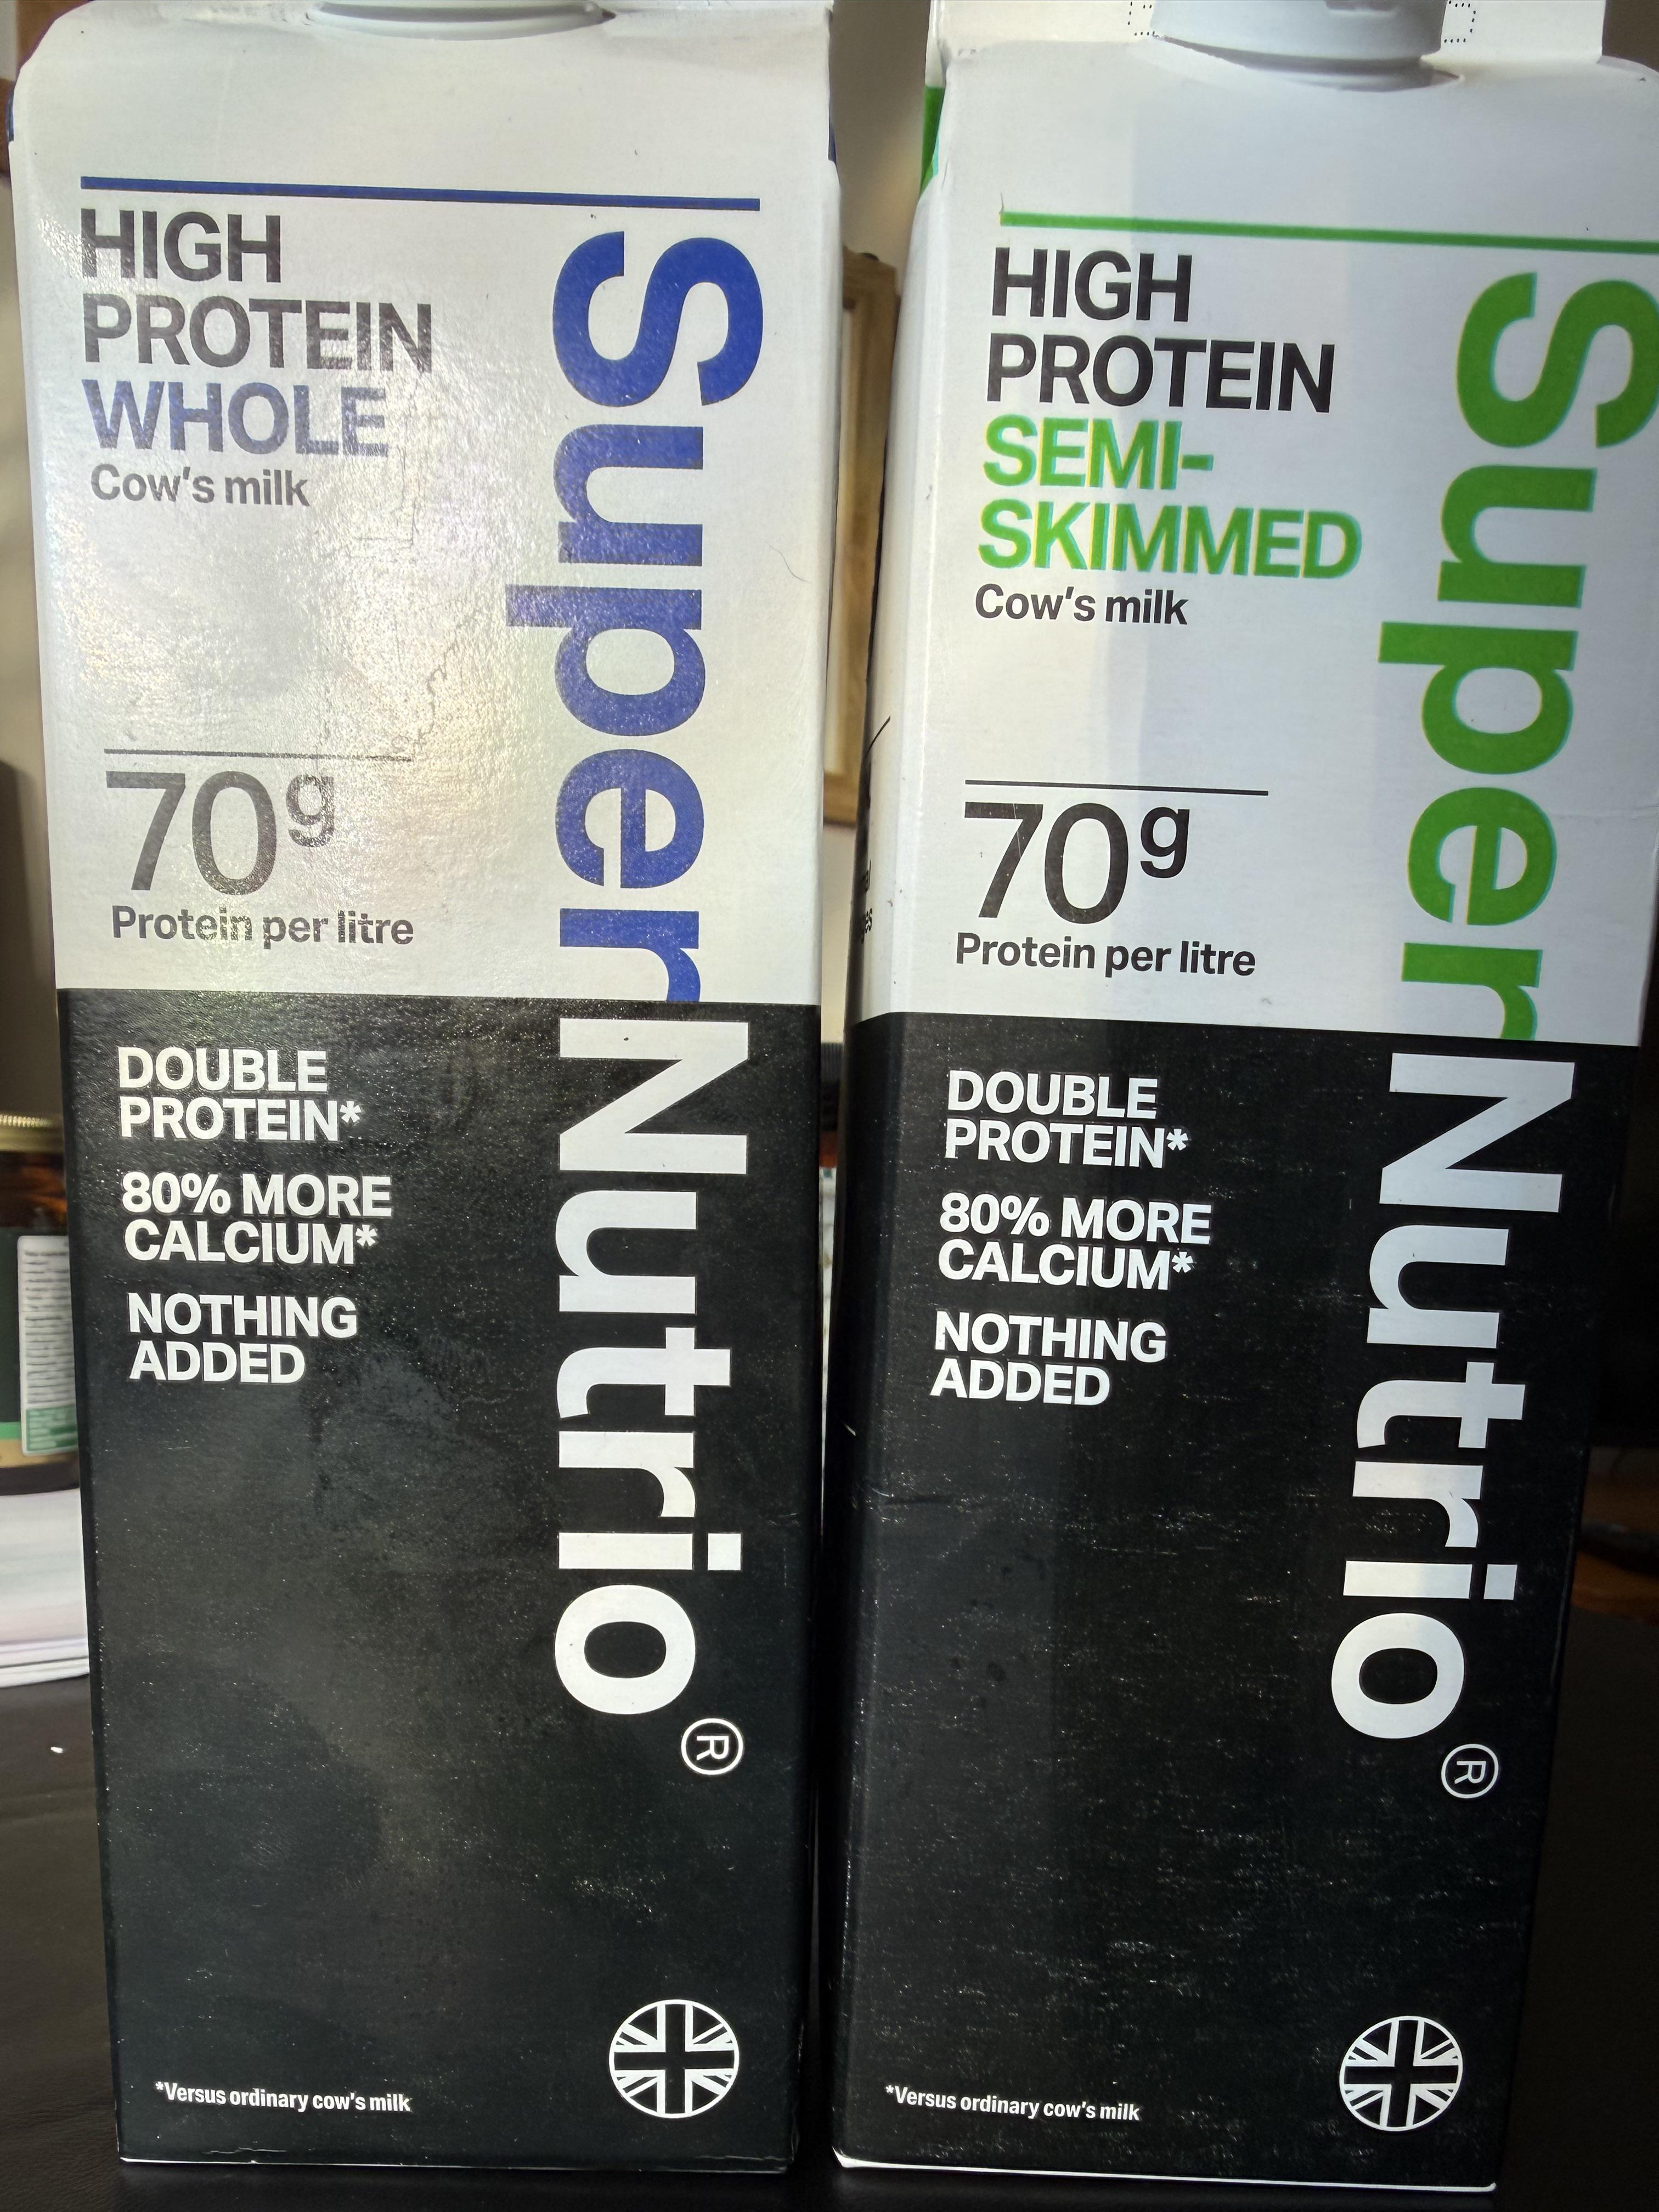 HIGH
PROTEIN
WHOLE
Cow's milk
70g
Protein per litre
SuperNutrio®
DOUBLE
PROTEIN*
80% MORE
CALCIUM*
NOTHING
ADDED
*Versus ordinary cow's milk
HIGH
PROTEIN
SEMI-
SKIMMED
Cow's milk
70g
Protein per litre
SuperNutrio®
DOUBLE
PROTEIN*
80% MORE
CALCIUM*
NOTHING
ADDED
*Versus ordinary cow's milk